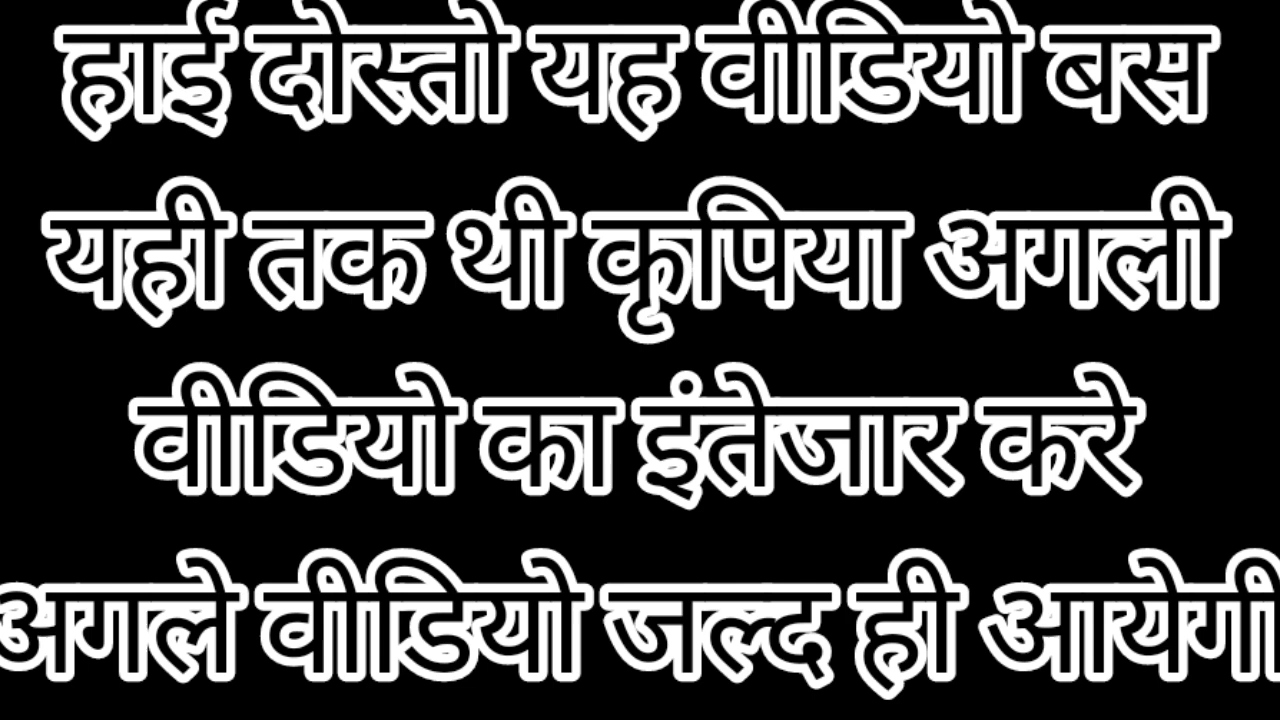 हाई दोस्तो यह वीडियो बस
यही तक थी कृपिया अगली
वीडियो का इंतेजार करे
अगले वीडियो जल्द ही आयेगी